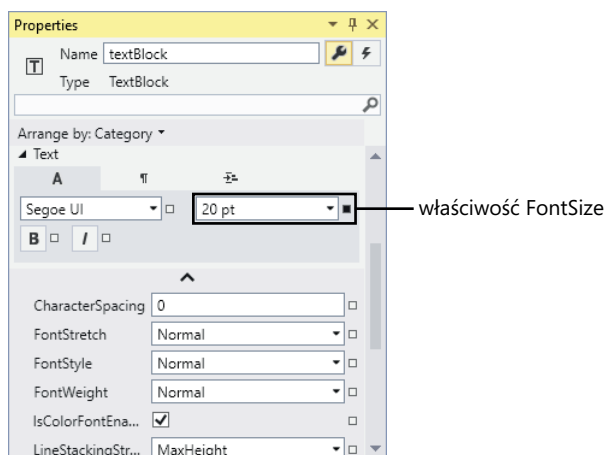 Properties
Name textBlock
Type TextBlock
Arrange by: Category
Text
A ¶
Segoe UI 20 pt
właściwość FontSize
B I
CharacterSpacing 0
FontStretch Normal
FontStyle Normal
FontWeight Normal
IsColorFontEna...
LineStackingStr... MaxHeight